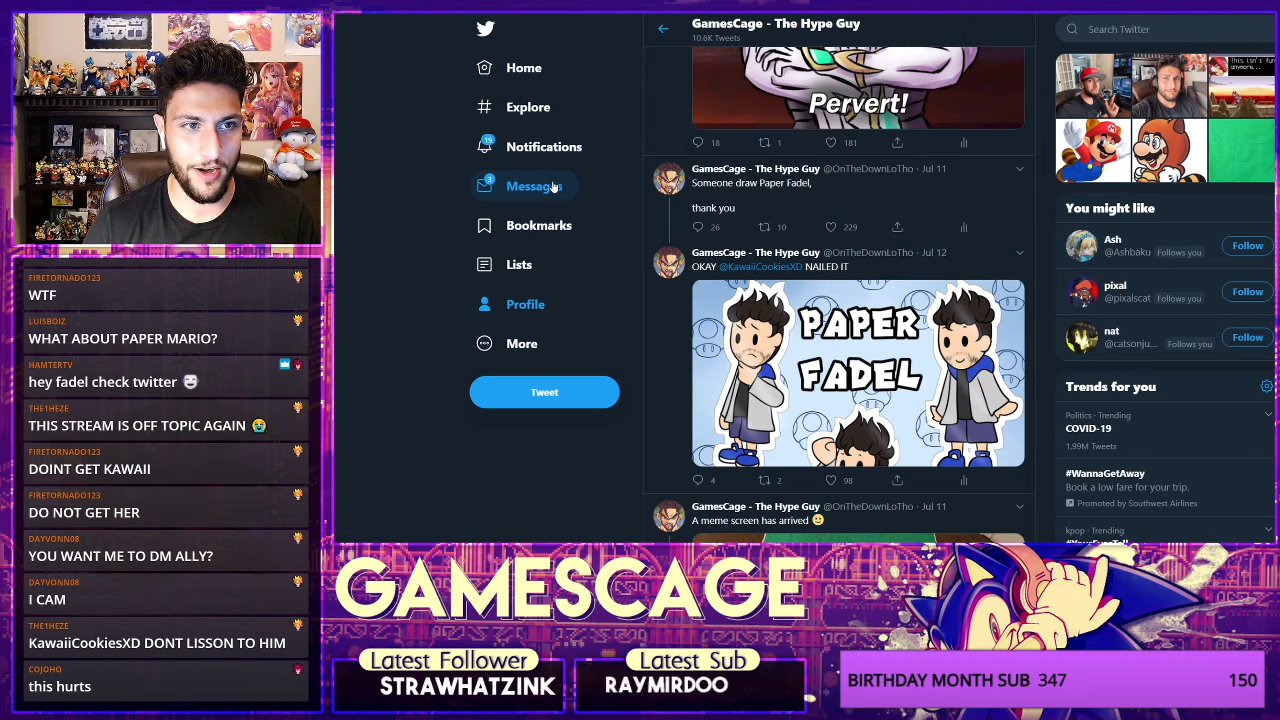 FIRETORNADO123
WTF
LUISBOIZ
WHAT ABOUT PAPER MARIO?
HAMTERTV
hey fadel check twitter
THE1HEZE
THIS STREAM IS OFF TOPIC AGAIN
FIRETORNADO123
DOINT GET KAWAII
FIRETORNADO123
DO NOT GET HER
DAYVONN08
YOU WANT ME TO DM ALLY?
DAYVONN08
I CAM
THE1HEZE
KawaiiCookiesXD DONT LISSON TO HIM
COJOHO
this hurts
Home
Explore
19
Notifications
3
Messages
Bookmarks
Lists
Profile
More
Tweet
GamesCage - The Hype Guy
10.6K Tweets
Pervert!
18 1 181
GamesCage - The Hype Guy @OnTheDownLoTho · Jul 11
Someone draw Paper Fadel,
thank you
26 10 229
GamesCage - The Hype Guy @OnTheDownLoTho · Jul 12
OKAY @KawaiiCookiesXD NAILED IT
PAPER
FADEL
4 2 98
GamesCage - The Hype Guy @OnTheDownLoTho · Jul 11
A meme screen has arrived
Search Twitter
This isn't fun
anymore...
You might like
Ash
@Ashbaku Follows you
Follow
pixal
@pixalscat Follows you
Follow
nat
@catsonju... Follows you
Follow
Trends for you
Politics · Trending
COVID-19
1.99M Tweets
#WannaGetAway
Book a low fare for your trip.
Promoted by Southwest Airlines
kpop · Trending
GAMESCAGE
Latest Follower
STRAWHATZINK
Latest Sub
RAYMIRDOO
BIRTHDAY MONTH SUB 347 150